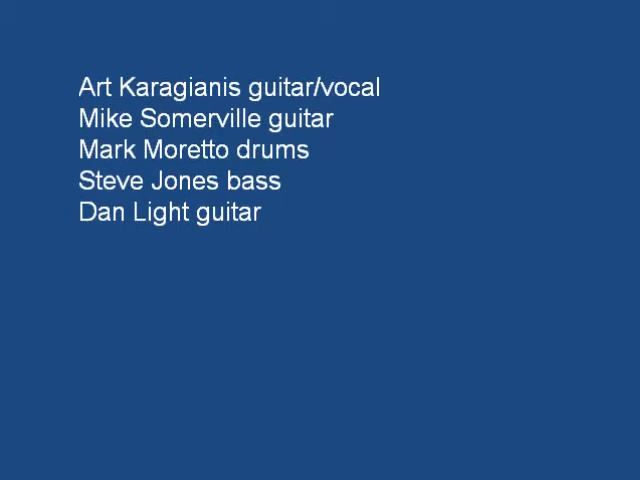 Art Karagianis guitar/vocal
Mike Somerville guitar
Mark Moretto drums
Steve Jones bass
Dan Light guitar